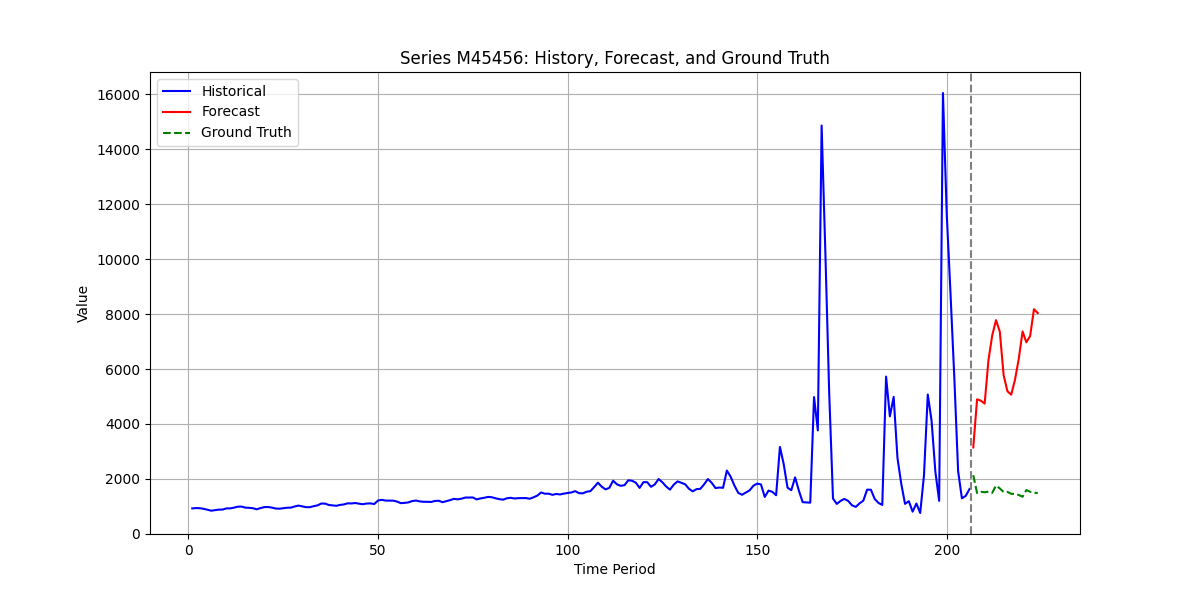 Series M45456: History, Forecast, and Ground Truth
Historical
Forecast
Ground Truth
16000
14000
12000
10000
8000
6000
4000
2000
0
Value
0 50 100 150 200
Time Period